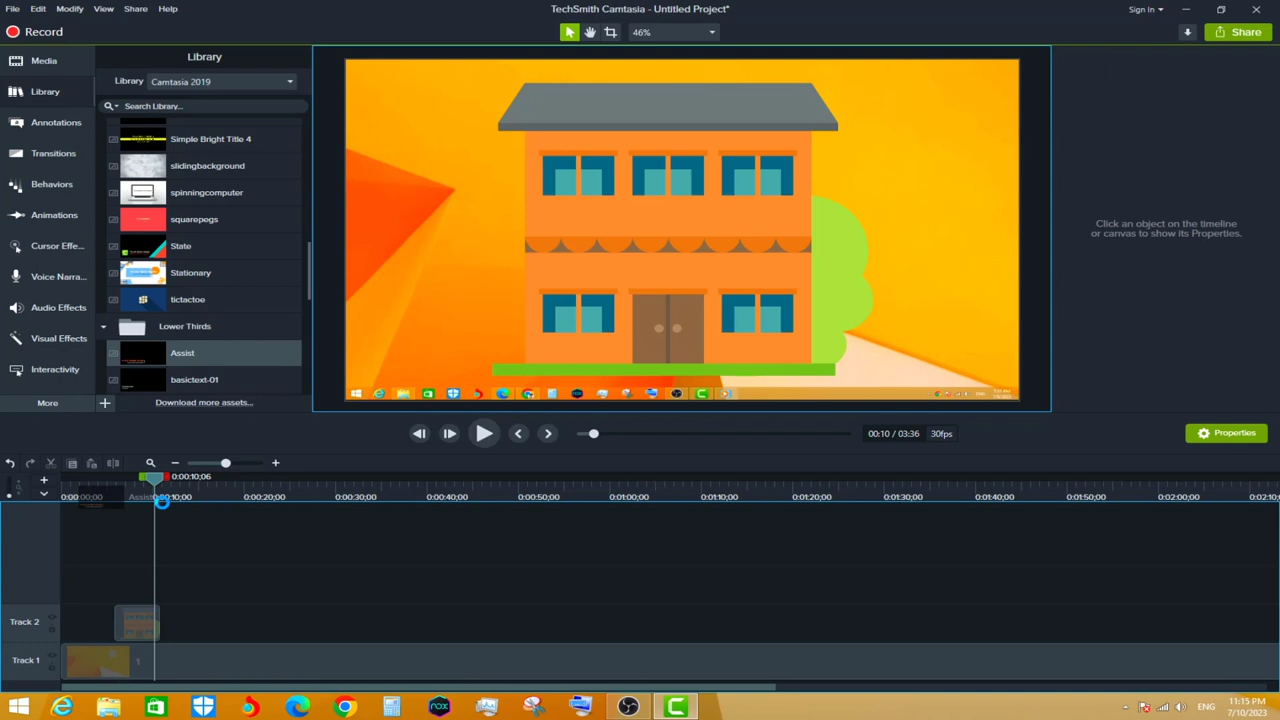 File Edit Modify View Share Help
TechSmith Camtasia - Untitled Project*
Sign In
Record
46%
Share
Media
Library
Annotations
Transitions
Behaviors
Animations
Cursor Effe...
Voice Narra...
Audio Effects
Visual Effects
Interactivity
More
Library
Library Camtasia 2019
Search Library...
Simple Bright Title 4
slidingbackground
spinningcomputer
squarepegs
State
Stationary
tictactoe
Lower Thirds
Assist
basictext-01
Download more assets...
Click an object on the timeline
or canvas to show its Properties.
00:10 / 03:36 30fps
Properties
0:00:10;06
0:00:00;00 Assist 0:00:10;00 0:00:20;00 0:00:30;00 0:00:40;00 0:00:50;00 0:01:00;00 0:01:10;00 0:01:20;00 0:01:30;00 0:01:40;00 0:01:50;00 0:02:00;00
Track 2
Track 1
1
nox
ENG
11:15 PM
7/10/2023